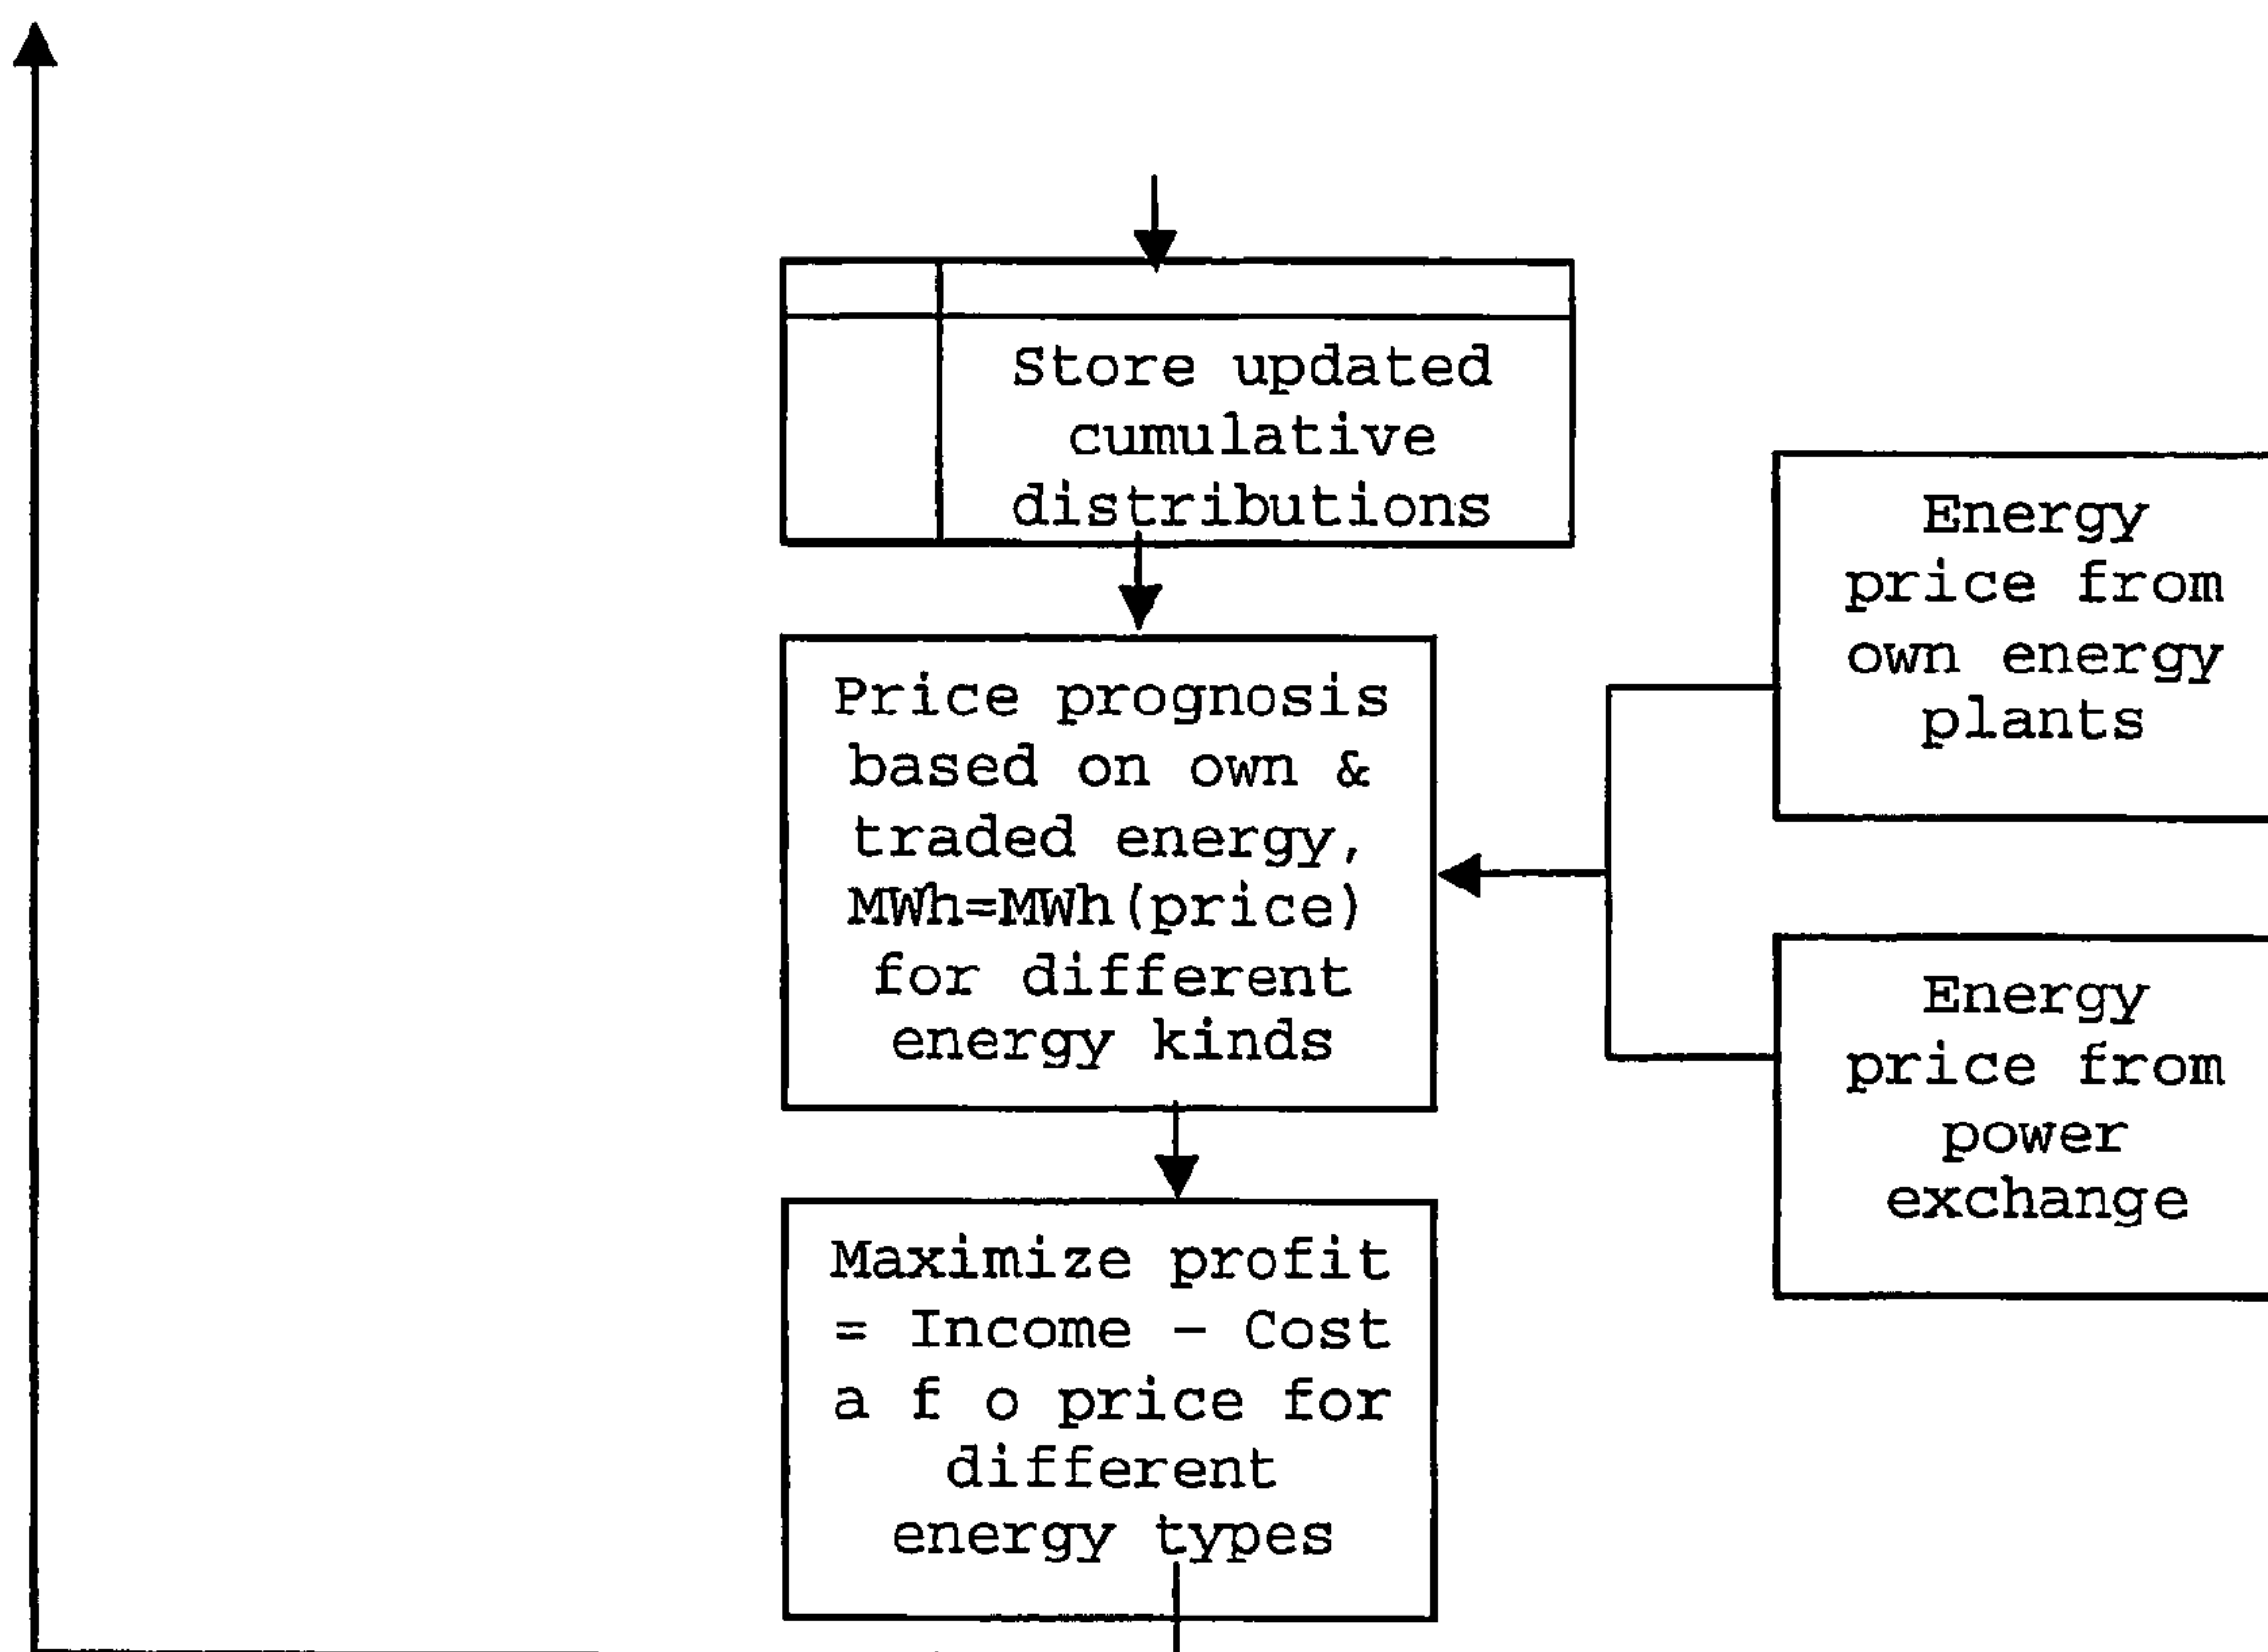 Store updated
cumulative
distributions
Price prognosis
based on own &
traded energy,
MWh=MWh(price)
for different
energy kinds
Energy
price from
own energy
plants
Energy
price from
power
exchange
Maximize profit
= Income - Cost
a f o price for
different
energy types